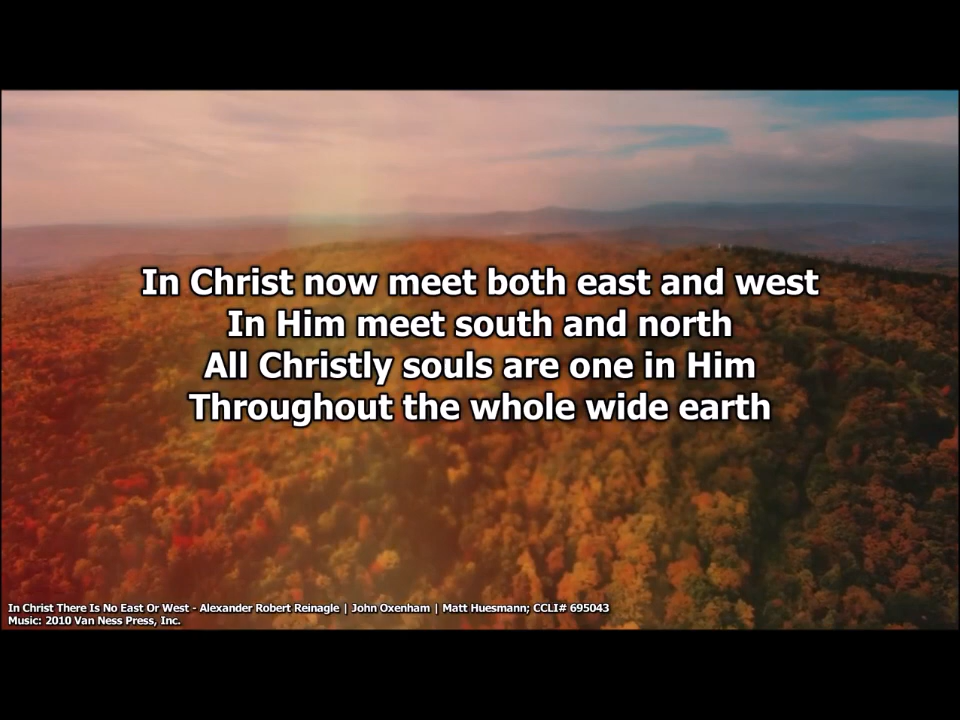 In Christ now meet both east and west
In Him meet south and north
All Christly souls are one in Him
Throughout the whole wide earth
In Christ There Is No East Or West - Alexander Robert Reinagle | John Oxenham | Matt Huesmann; CCLI# 695043
Music: 2010 Van Ness Press, Inc.